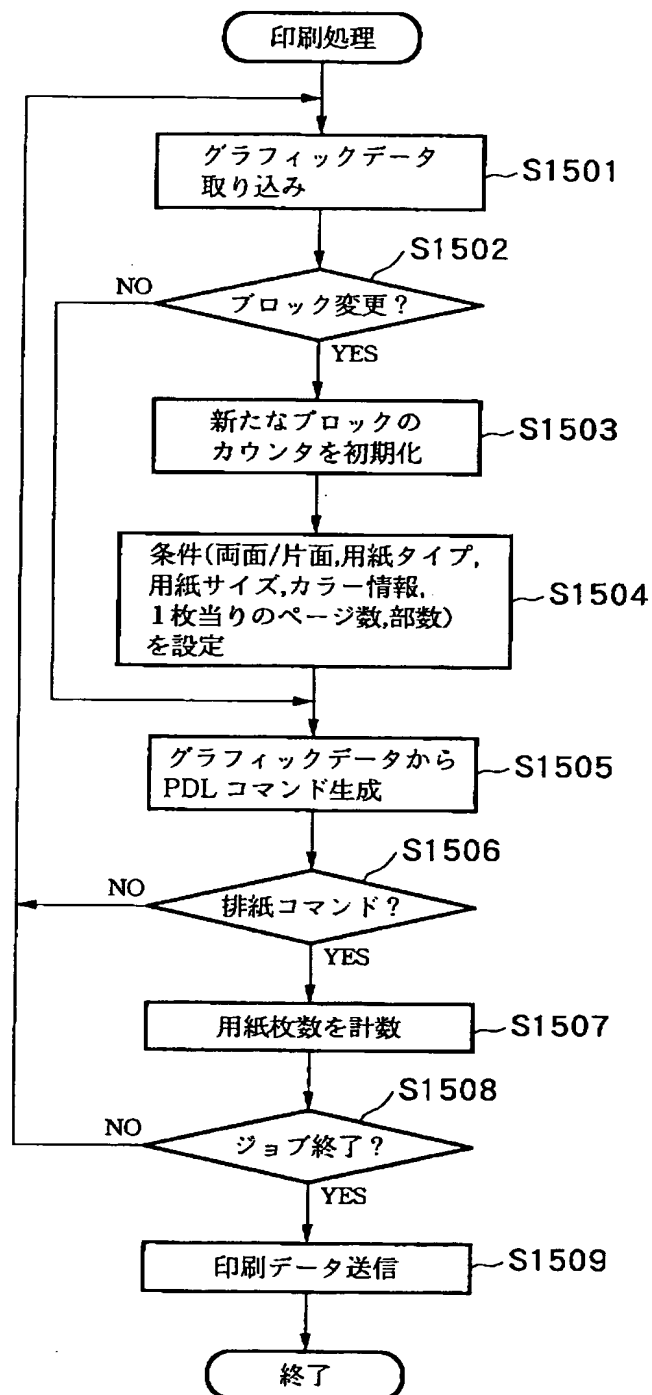 印刷処理
グラフィックデータ
取り込み
S1501
S1502
NO
ブロック変更?
YES
新たなブロックの
カウンタを初期化
S1503
条件(両面/片面,用紙タイプ,
用紙サイズ,カラー情報,
1枚当りのページ数,部数)
を設定
S1504
グラフィックデータから
PDLコマンド生成
S1505
S1506
NO
排紙コマンド?
YES
用紙枚数を計数
S1507
S1508
NO
ジョブ終了?
YES
印刷データ送信
S1509
終了